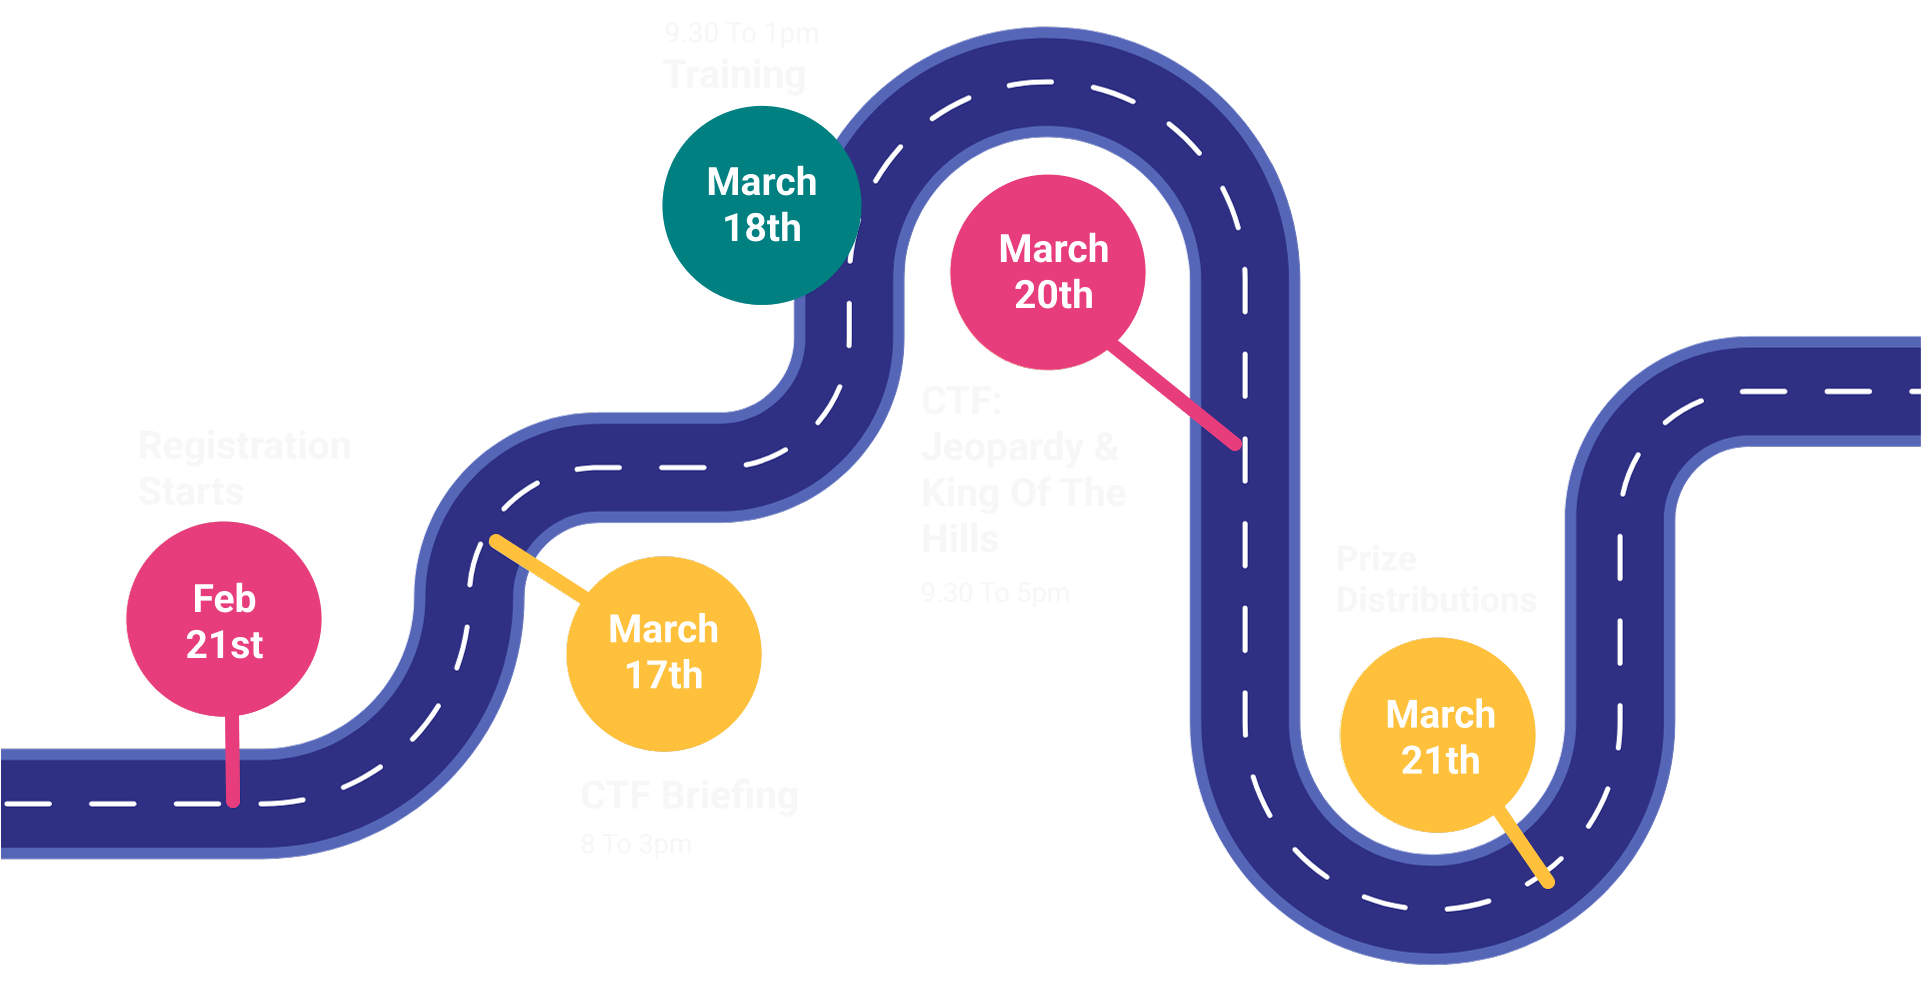 Registration
Starts
Feb
21st
March
17th
CTF Briefing
8 To 3pm
9.30 To 1pm
Training
March
18th
March
20th
CTF:
Jeopardy &
King Of The
Hills
9.30 To 5pm
Prize
Distributions
March
21th